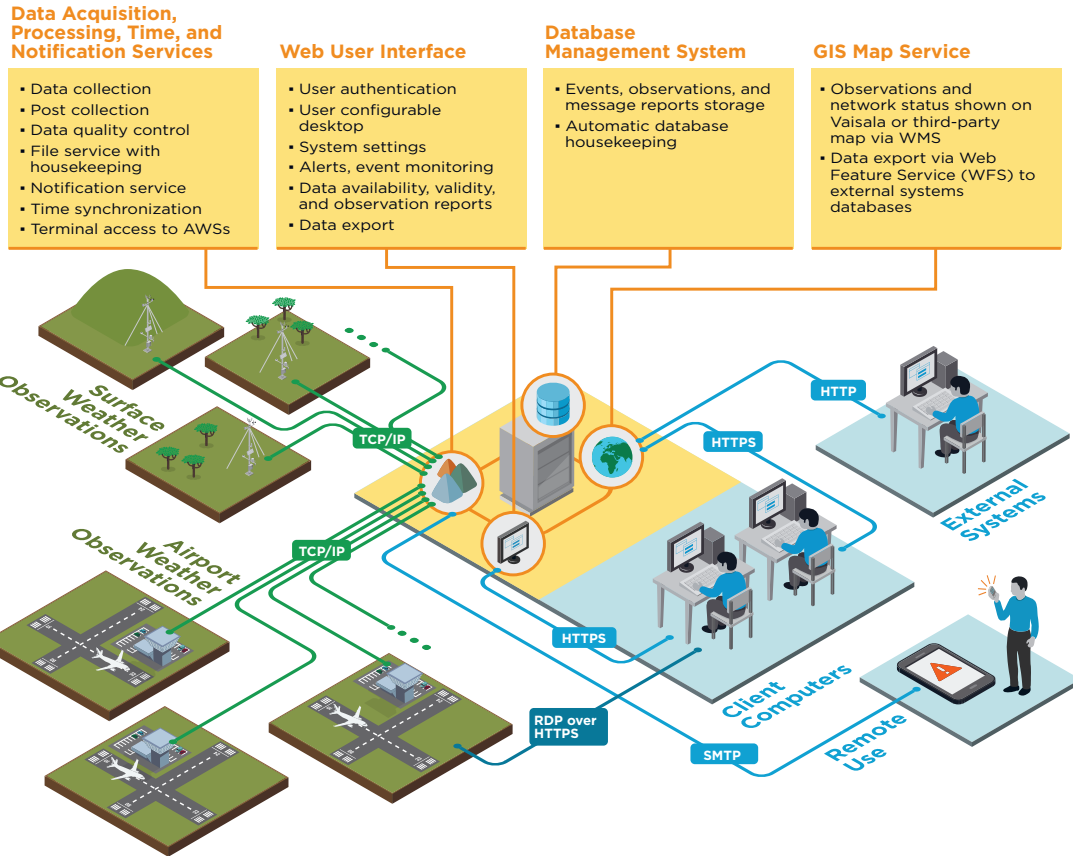 Data Acquisition,
Processing, Time, and
Notification Services
▪ Data collection
▪ Post collection
▪ Data quality control
▪ File service with
housekeeping
▪ Notification service
▪ Time synchronization
▪ Terminal access to AWSs
Web User Interface
▪ User authentication
▪ User configurable
desktop
▪ System settings
▪ Alerts, event monitoring
▪ Data availability, validity,
and observation reports
▪ Data export
Database
Management System
▪ Events, observations, and
message reports storage
▪ Automatic database
housekeeping
GIS Map Service
▪ Observations and
network status shown on
Vaisala or third-party
map via WMS
▪ Data export via Web
Feature Service (WFS) to
external systems
databases
Surface
Weather
Observations
TCP/IP
HTTP
HTTPS
External
Systems
Airport
Weather
Observations
TCP/IP
HTTPS
Client
Computers
RDP over
HTTPS
SMTP
Remote
Use